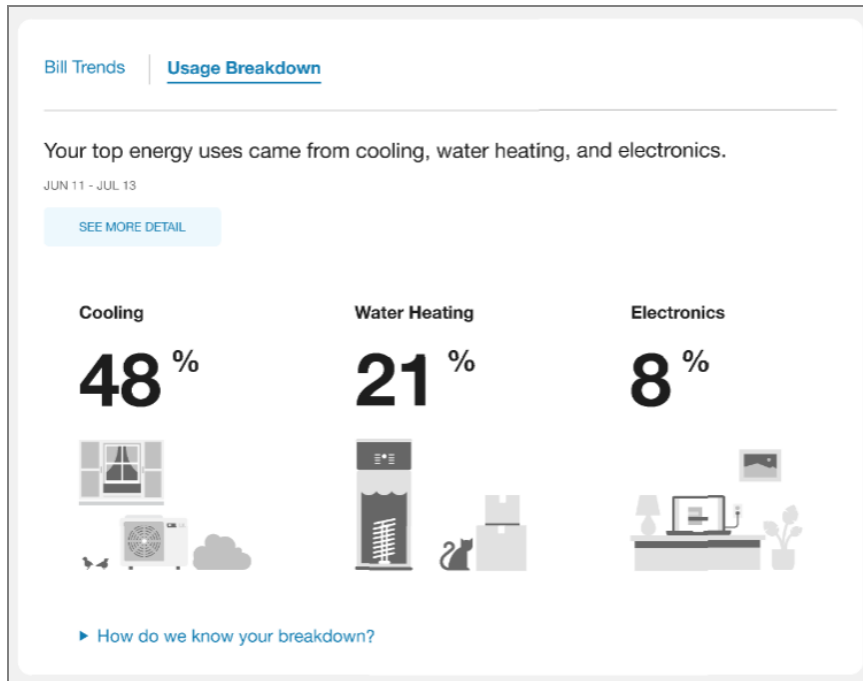 Bill Trends
Usage Breakdown
Your top energy uses came from cooling, water heating, and electronics.
JUN 11 - JUL 13
SEE MORE DETAIL
Cooling
48 %
Water Heating
21 %
Electronics
8 %
How do we know your breakdown?